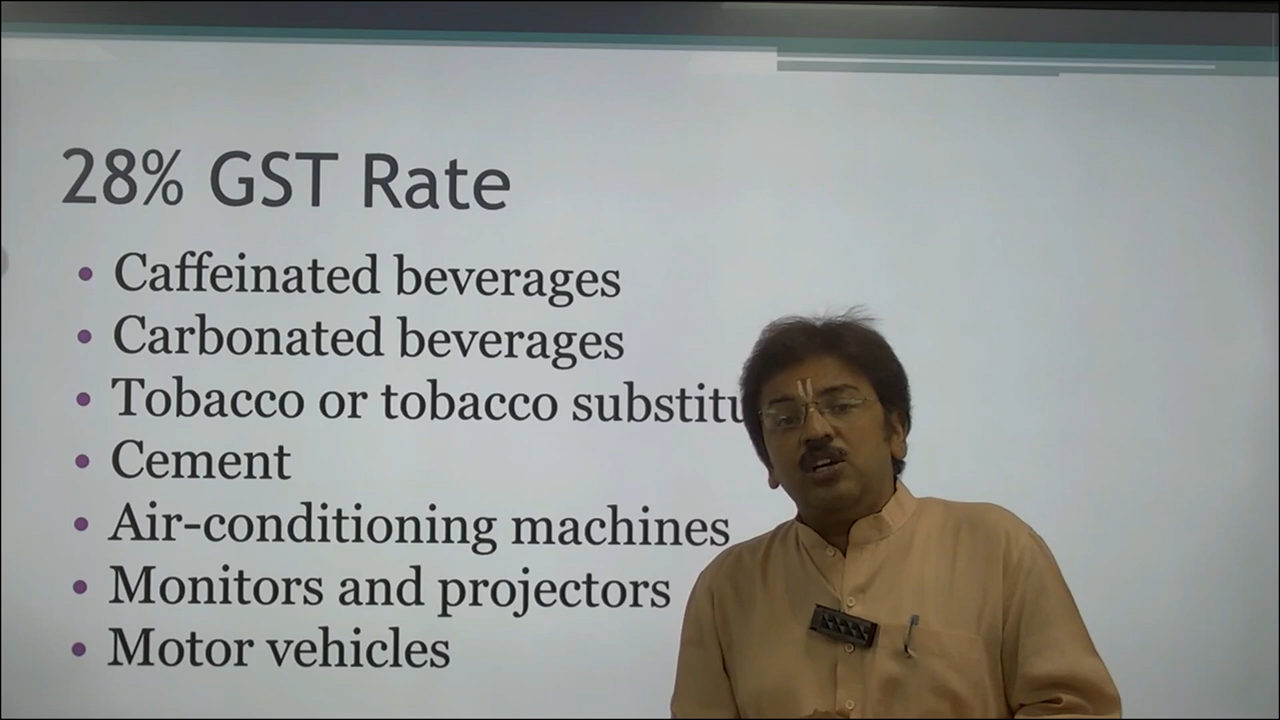 28% GST Rate
• Caffeinated beverages
• Carbonated beverages
• Tobacco or tobacco
• Cement
• Air-conditioning machines
• Monitors and projectors
• Motor vehicles